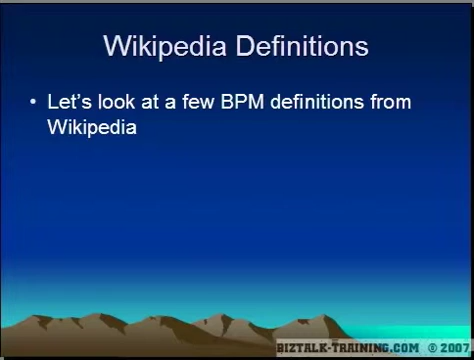 Wikipedia Definitions
• Let's look at a few BPM definitions from
Wikipedia
BIZTALK-TRAINING.COM © 2007